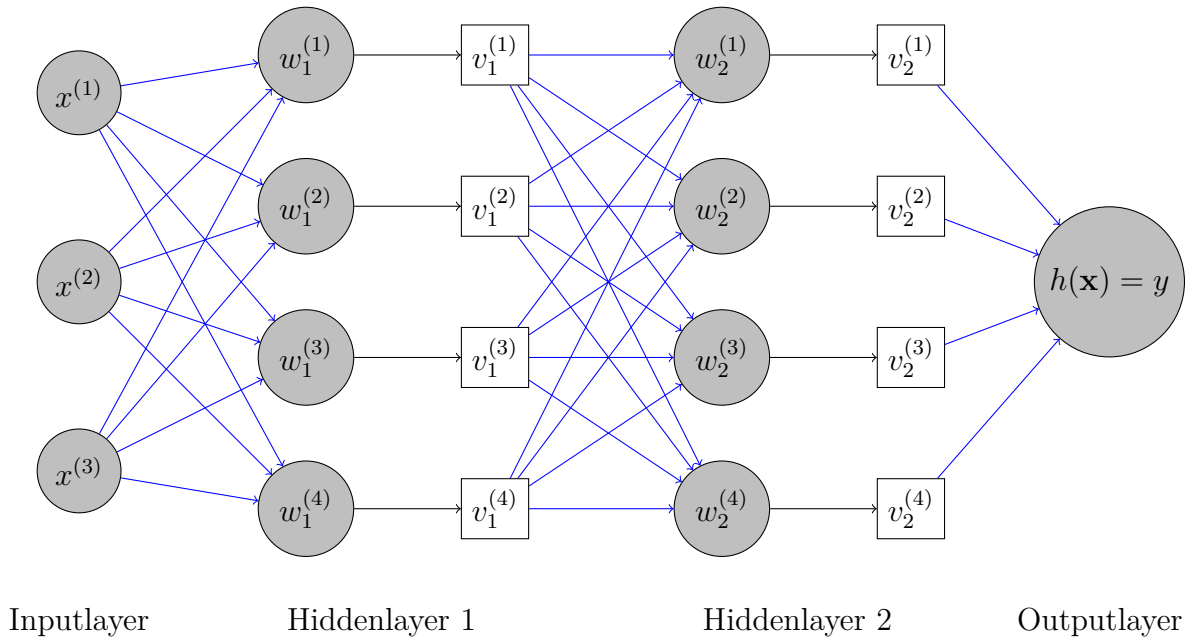 w_1^{(1)} v_1^{(1)} w_2^{(1)} v_2^{(1)}
x^{(1)}
w_1^{(2)} v_1^{(2)} w_2^{(2)} v_2^{(2)}
x^{(2)} h(𝐱) = y
w_1^{(3)} v_1^{(3)} w_2^{(3)} v_2^{(3)}
x^{(3)}
w_1^{(4)} v_1^{(4)} w_2^{(4)} v_2^{(4)}
Inputlayer Hiddenlayer 1 Hiddenlayer 2 Outputlayer